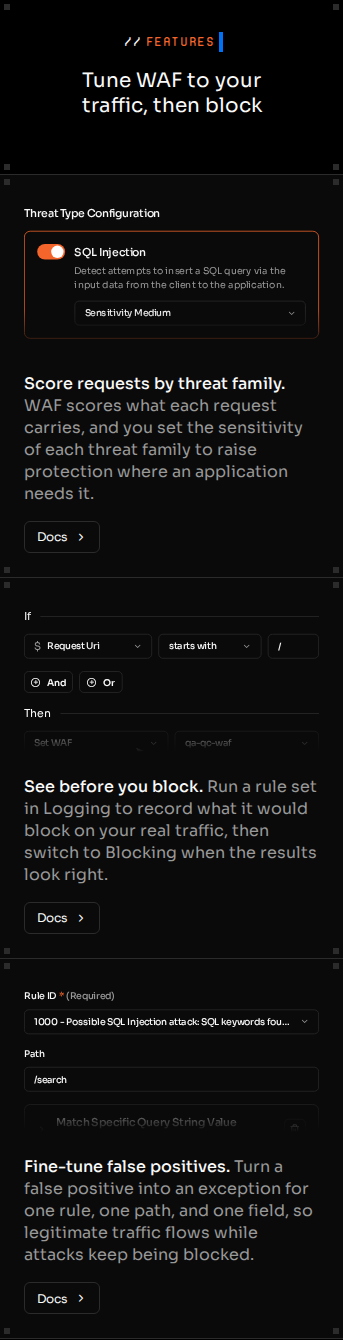 // FEATURES
Tune WAF to your
traffic, then block
Threat Type Configuration
SQL Injection
Detect attempts to insert a SQL query via the
input data from the client to the application.
Sensitivity Medium
Score requests by threat family.
WAF scores what each request
carries, and you set the sensitivity
of each threat family to raise
protection where an application
needs it.
Docs
If
$ Request Uri starts with /
And Or
Then
Set WAF qa-qc-waf
See before you block. Run a rule set
in Logging to record what it would
block on your real traffic, then
switch to Blocking when the results
look right.
Docs
Rule ID * (Required)
1000 - Possible SQL Injection attack: SQL keywords fou...
Path
/search
Match Specific Query String Value
Fine-tune false positives. Turn a
false positive into an exception for
one rule, one path, and one field, so
legitimate traffic flows while
attacks keep being blocked.
Docs